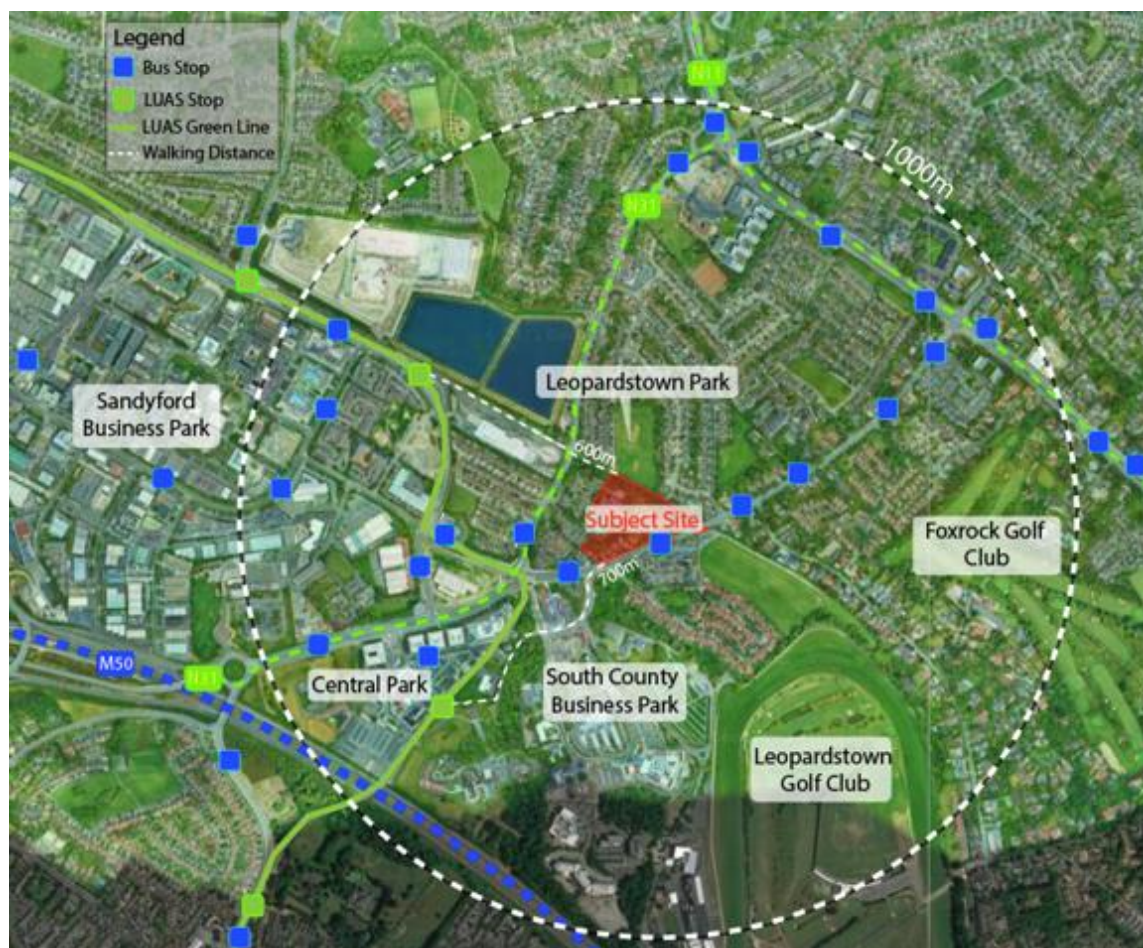 Legend
Bus Stop
LUAS Stop
LUAS Green Line
Walking Distance
N11
1000m
N31
Leopardstown Park
Sandyford
Business Park
600m
Subject Site
Foxrock Golf
Club
700m
M50
N31
Central Park
South County
Business Park
Leopardstown
Golf Club